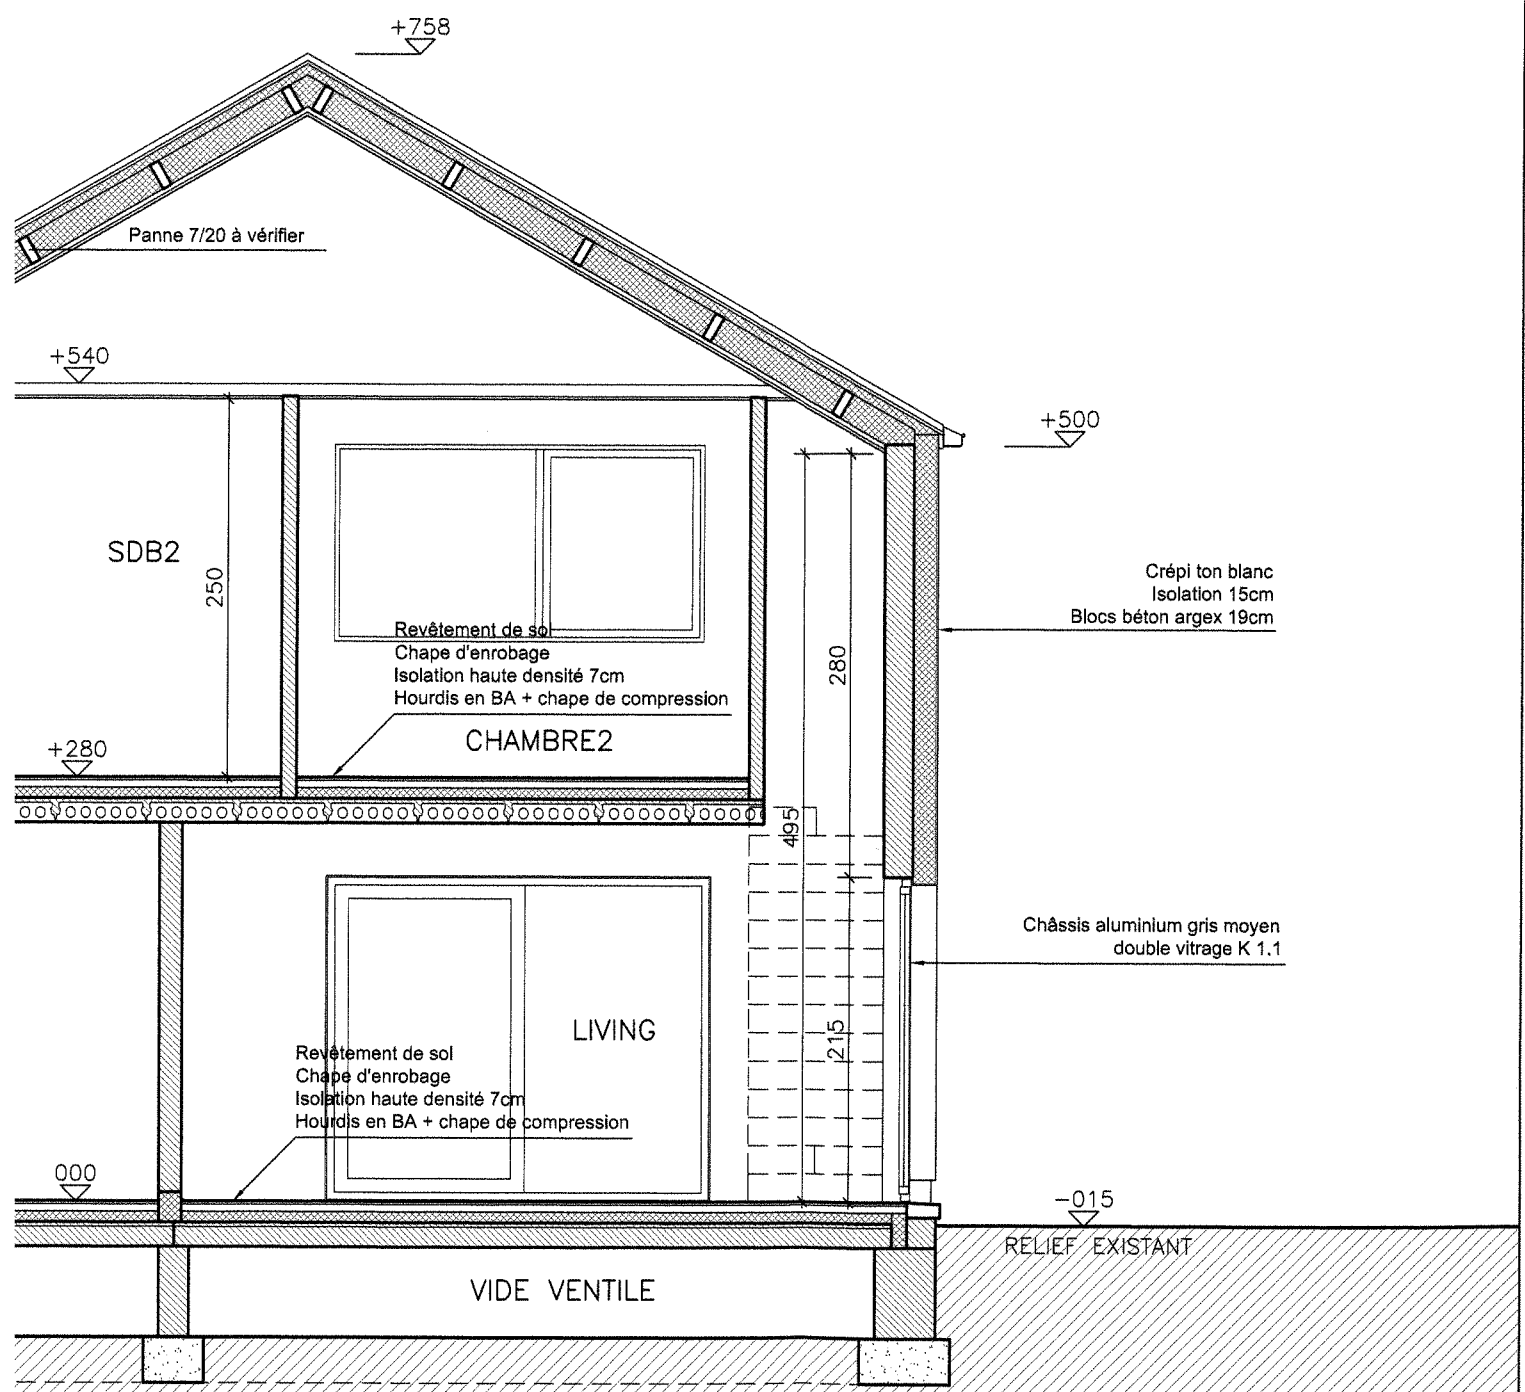 +758
Panne 7/20 à vérifier
+540
+500
SDB2
250
Crépi ton blanc
Isolation 15cm
Blocs béton argex 19cm
Revêtement de sol
Chape d'enrobage
Isolation haute densité 7cm
Hourdis en BA + chape de compression
280
CHAMBRE2
+280
495
Châssis aluminium gris moyen
double vitrage K 1.1
LIVING
215
Revêtement de sol
Chape d'enrobage
Isolation haute densité 7cm
Hourdis en BA + chape de compression
000
-015
RELIEF EXISTANT
VIDE VENTILE